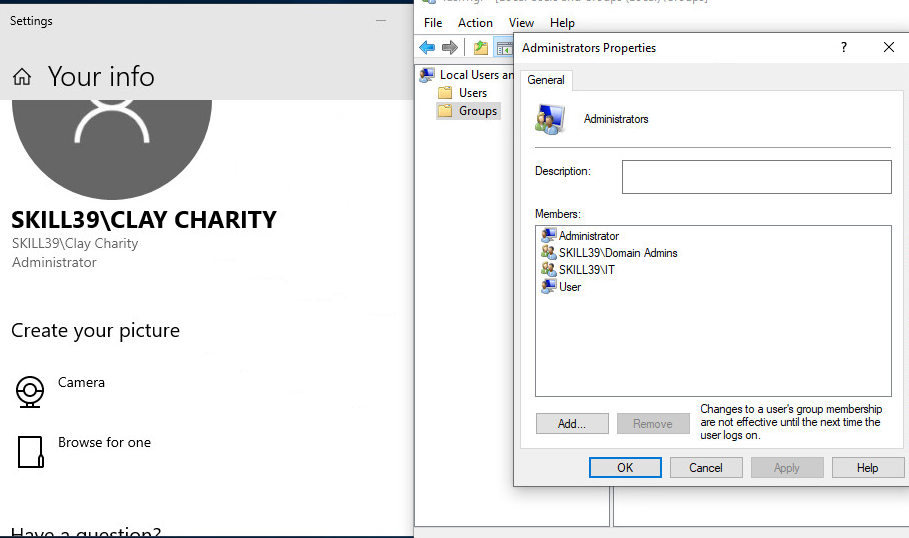 Settings
Your info
SKILL39\CLAY CHARITY
SKILL39\Clay Charity
Administrator
Create your picture
Camera
Browse for one
Have a question?
File Action View Help
Local Users an
Users
Groups
Administrators Properties
General
Administrators
Description:
Members:
Administrator
SKILL39\Domain Admins
SKILL39\IT
User
Add...
Remove
Changes to a user's group membership
are not effective until the next time the
user logs on.
OK
Cancel
Apply
Help